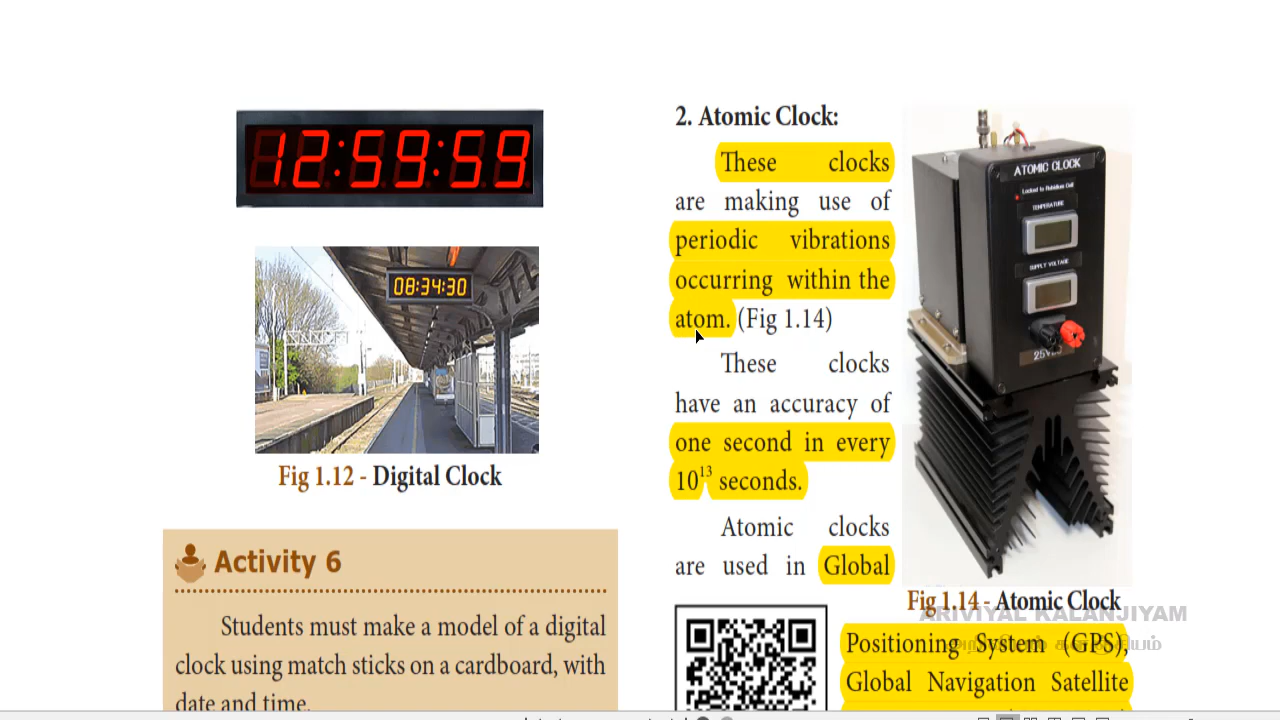 12:59:59
08:34:30
Fig 1.12 - Digital Clock
Activity 6
Students must make a model of a digital
clock using match sticks on a cardboard, with
date and time.
2. Atomic Clock:
These clocks
are making use of
periodic vibrations
occurring within the
atom. (Fig 1.14)
These clocks
have an accuracy of
one second in every
10¹³ seconds.
Atomic clocks
are used in Global
ATOMIC CLOCK
Locked to Rubidium Cell
TEMPERATURE
SUPPLY VOLTAGE
Fig 1.14 - Atomic Clock
ARIVIYAL KALANJIYAM
Positioning System (GPS),
Global Navigation Satellite